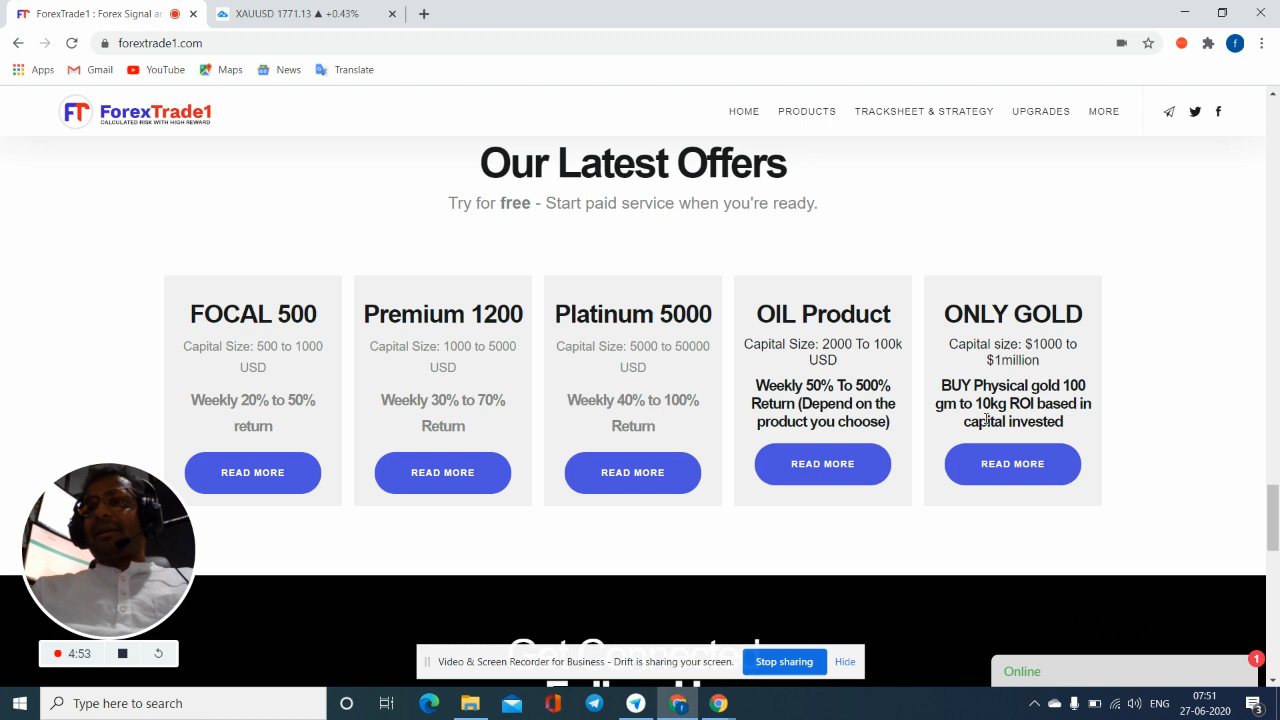 ForexTrade1 : Forex Signal an
XAUUSD 1771.13 ▲ +0.43%
forextrade1.com
f
Apps
Gmail
YouTube
Maps
News
Translate
FT
ForexTrade1
CALCULATED RISK WITH HIGH REWARD
HOME
TRADE SHEET & STRATEGY
UPGRADES
MORE
Our Latest Offers
Try for free - Start paid service when you're ready.
FOCAL 500
Capital Size: 500 to 1000
USD
Weekly 20% to 50%
return
READ MORE
Premium 1200
Capital Size: 1000 to 5000
USD
Weekly 30% to 70%
Return
READ MORE
Platinum 5000
Capital Size: 5000 to 50000
USD
Weekly 40% to 100%
Return
READ MORE
OIL Product
Capital Size: 2000 To 100k
USD
Weekly 50% To 500%
Return (Depend on the
product you choose)
READ MORE
ONLY GOLD
Capital size: $1000 to
$1million
BUY Physical gold 100
gm to 10kg ROI based in
capital invested
READ MORE
Get Connected
4:53
Video & Screen Recorder for Business - Drift is sharing your screen.
Stop sharing
Hide
Online
1
Type here to search
ENG
07:51
27-06-2020
3